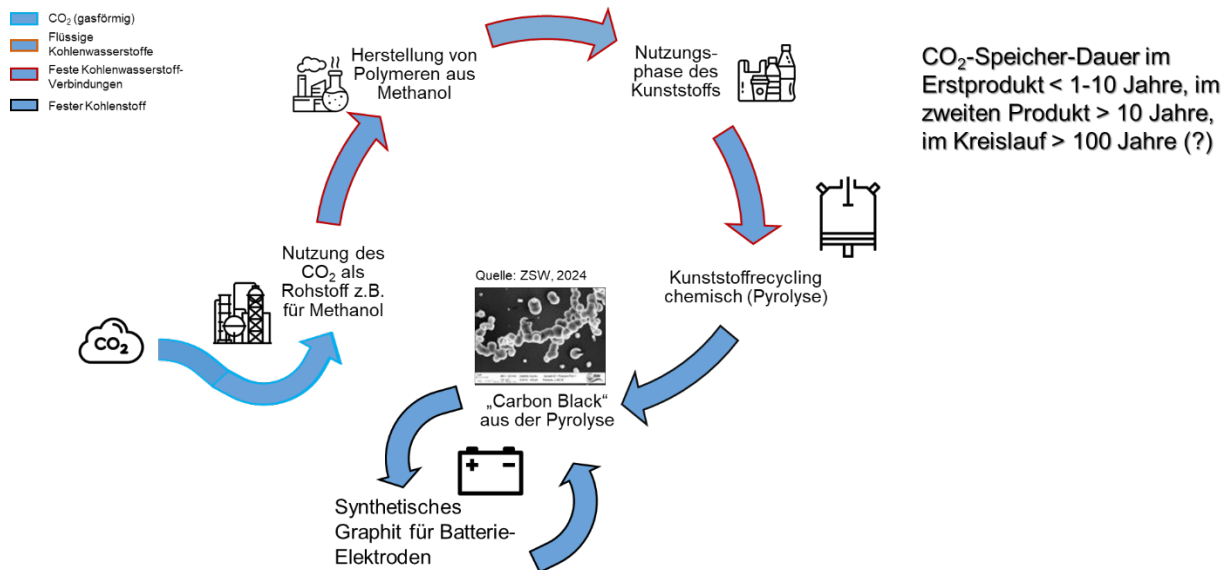 CO₂ (gasförmig)
Flüssige
Kohlenwasserstoffe
Feste Kohlenwasserstoff-
Verbindungen
Fester Kohlenstoff
Herstellung von
Polymeren aus
Methanol
Nutzungs-
phase des
Kunststoffs
CO₂-Speicher-Dauer im
Erstprodukt < 1-10 Jahre, im
zweiten Produkt > 10 Jahre,
im Kreislauf > 100 Jahre (?)
Nutzung des
CO₂ als
Rohstoff z.B.
für Methanol
CO₂
Quelle: ZSW, 2024
Kunststoffrecycling
chemisch (Pyrolyse)
„Carbon Black“
aus der Pyrolyse
+ -
Synthetisches
Graphit für Batterie-
Elektroden